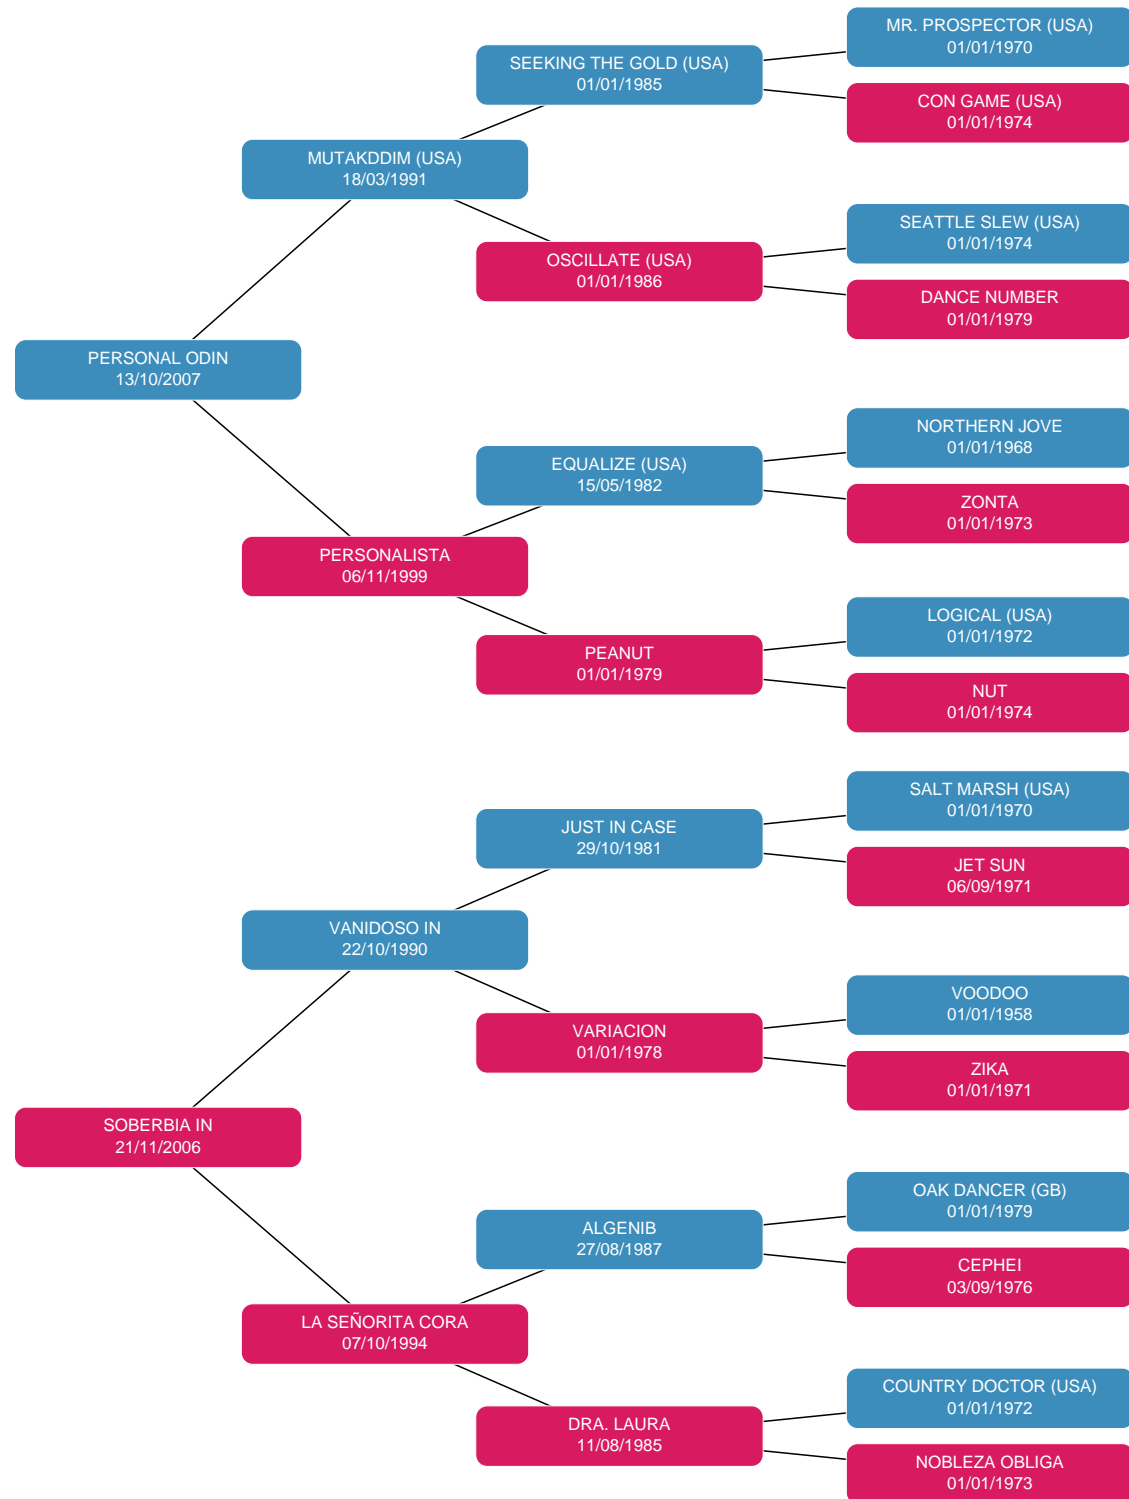 MR. PROSPECTOR (USA)
01/01/1970
SEEKING THE GOLD (USA)
01/01/1985
CON GAME (USA)
01/01/1974
MUTAKDDIM (USA)
18/03/1991
SEATTLE SLEW (USA)
01/01/1974
OSCILLATE (USA)
01/01/1986
DANCE NUMBER
01/01/1979
PERSONAL ODIN
13/10/2007
NORTHERN JOVE
01/01/1968
EQUALIZE (USA)
15/05/1982
ZONTA
01/01/1973
PERSONALISTA
06/11/1999
LOGICAL (USA)
01/01/1972
PEANUT
01/01/1979
NUT
01/01/1974
SALT MARSH (USA)
01/01/1970
JUST IN CASE
29/10/1981
JET SUN
06/09/1971
VANIDOSO IN
22/10/1990
VOODOO
01/01/1958
VARIACION
01/01/1978
ZIKA
01/01/1971
SOBERBIA IN
21/11/2006
OAK DANCER (GB)
01/01/1979
ALGENIB
27/08/1987
CEPHEI
03/09/1976
LA SEÑORITA CORA
07/10/1994
COUNTRY DOCTOR (USA)
01/01/1972
DRA. LAURA
11/08/1985
NOBLEZA OBLIGA
01/01/1973